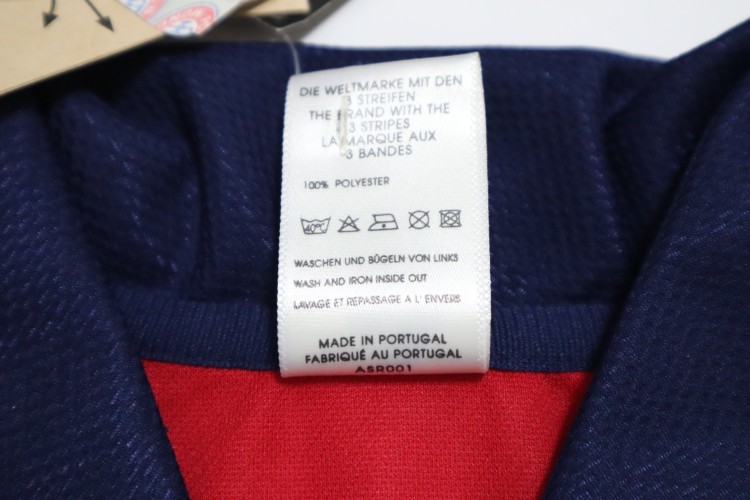 DIE WELTMARKE MIT DEN
3 STREIFEN
THE BRAND WITH THE
3 STRIPES
LA MARQUE AUX
3 BANDES
100% POLYESTER
40°C
WASCHEN UND BÜGELN VON LINKS
WASH AND IRON INSIDE OUT
LAVAGE ET REPASSAGE A L' ENVERS
MADE IN PORTUGAL
FABRIQUÉ AU PORTUGAL
ASR001